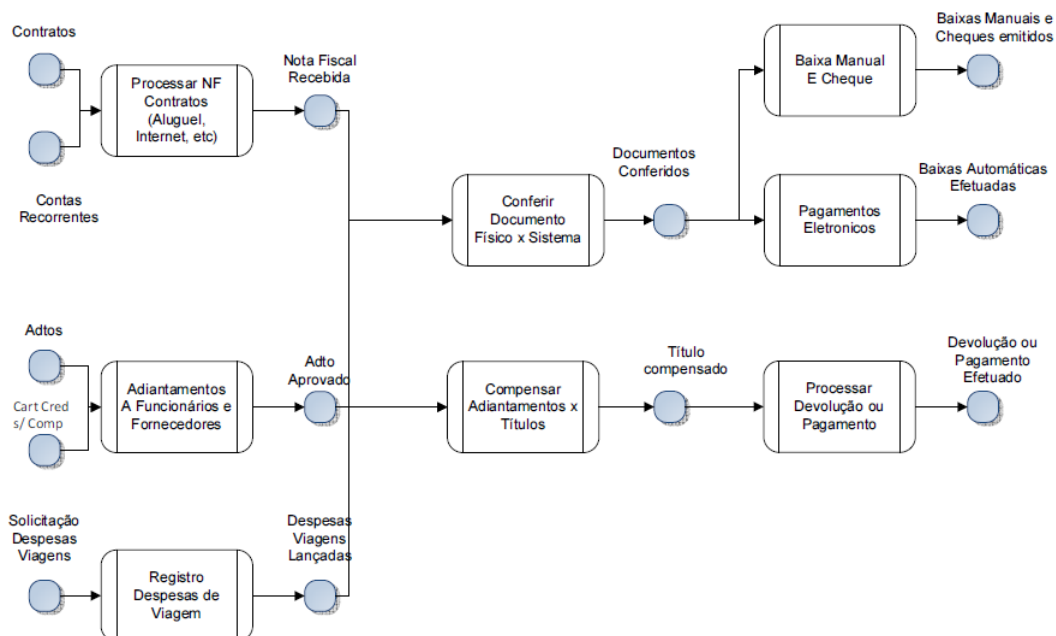 Contratos
Processar NF
Contratos
(Aluguel,
Internet, etc)
Contas
Recorrentes
Nota Fiscal
Recebida
Baixa Manual
E Cheque
Baixas Manuais e
Cheques emitidos
Conferir
Documento
Físico x Sistema
Documentos
Conferidos
Pagamentos
Eletronicos
Baixas Automáticas
Efetuadas
Adtos
Cart Cred
s/ Comp
Adiantamentos
A Funcionários e
Fornecedores
Adto
Aprovado
Compensar
Adiantamentos x
Títulos
Título
compensado
Processar
Devolução ou
Pagamento
Devolução ou
Pagamento
Efetuado
Solicitação
Despesas
Viagens
Registro
Despesas de
Viagem
Despesas
Viagens
Lançadas